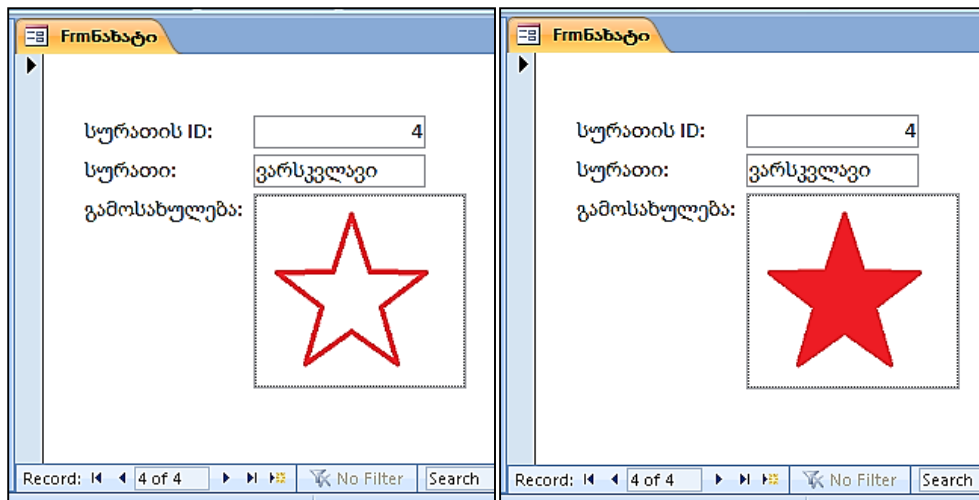 Frmნახატი
სურათის ID: 4
სურათი: ვარსკვლავი
გამოსახულება:
Record: 4 of 4 No Filter Search
Frmნახატი
სურათის ID: 4
სურათი: ვარსკვლავი
გამოსახულება:
Record: 4 of 4 No Filter Search